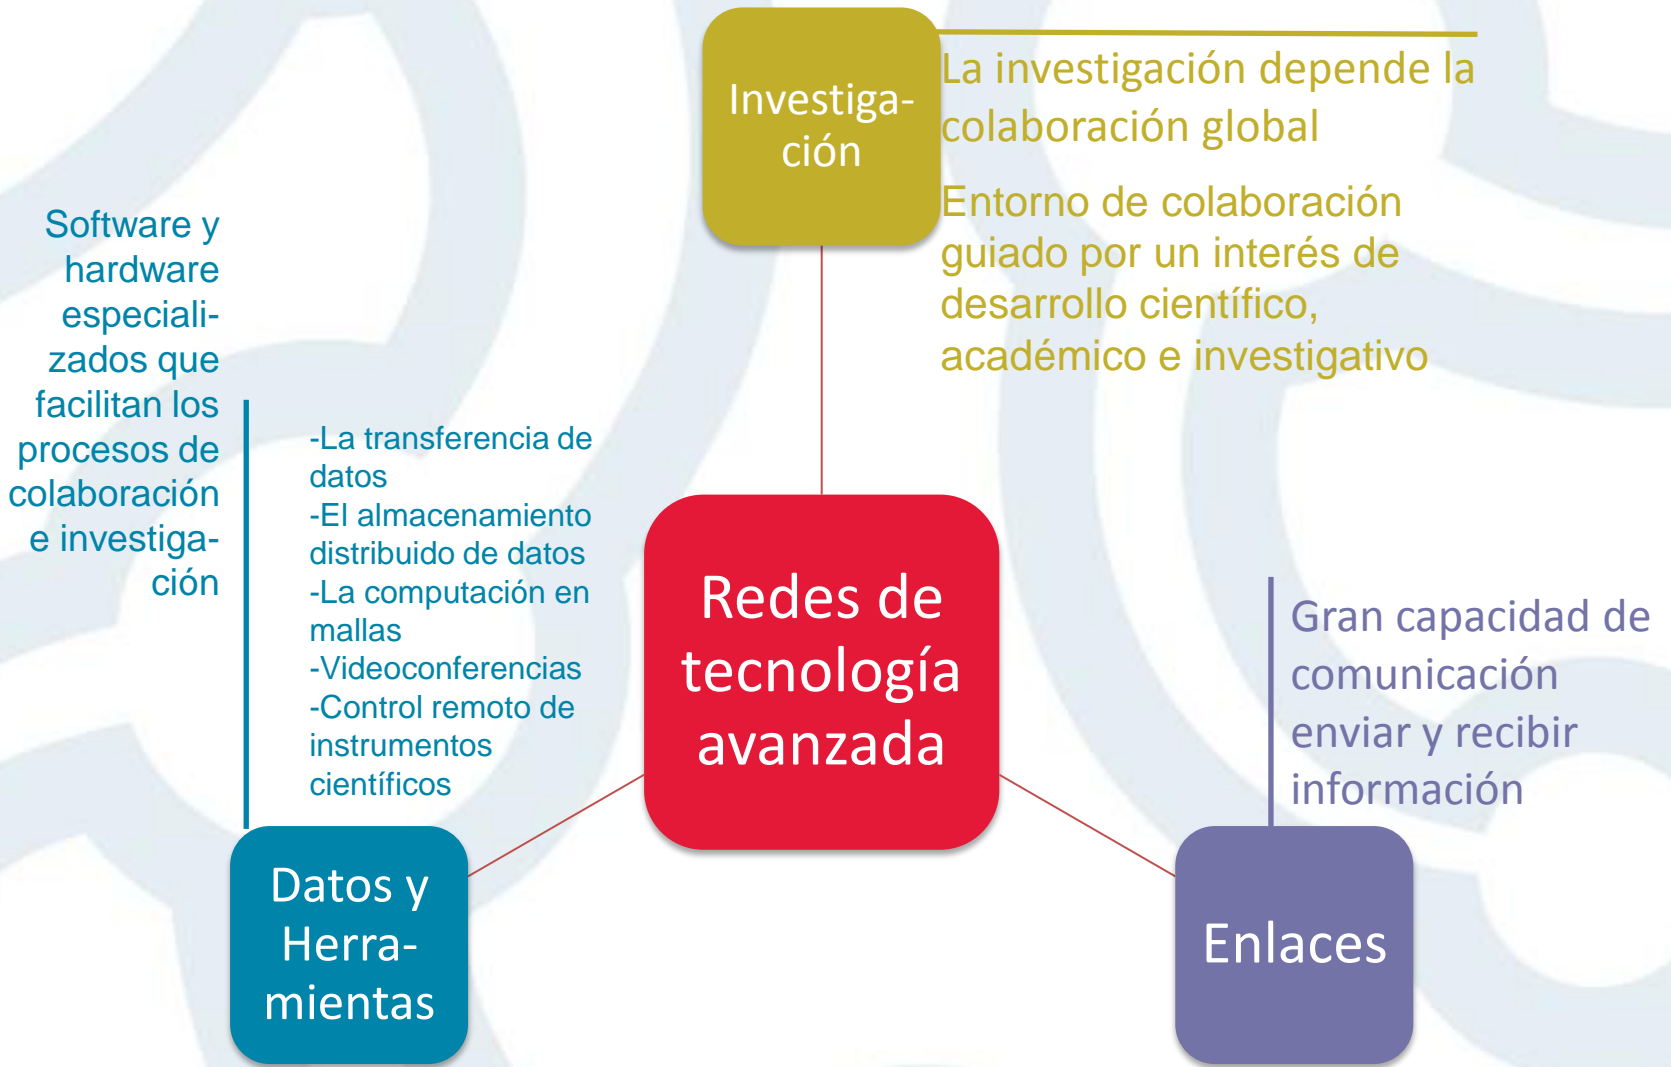 Investiga-
ción
La investigación depende la
colaboración global
Entorno de colaboración
guiado por un interés de
desarrollo científico,
académico e investigativo
Software y
hardware
especiali-
zados que
facilitan los
procesos de
colaboración
e investiga-
ción
-La transferencia de
datos
-El almacenamiento
distribuido de datos
-La computación en
mallas
-Videoconferencias
-Control remoto de
instrumentos
científicos
Redes de
tecnología
avanzada
Gran capacidad de
comunicación
enviar y recibir
información
Datos y
Herra-
mientas
Enlaces